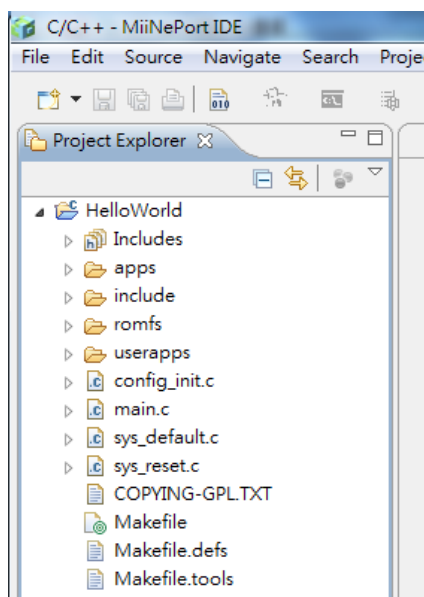 C/C++ - MiiNePort IDE
File Edit Source Navigate Search Proje
010
Project Explorer
HelloWorld
Includes
apps
include
romfs
userapps
config_init.c
main.c
sys_default.c
sys_reset.c
COPYING-GPL.TXT
Makefile
Makefile.defs
Makefile.tools